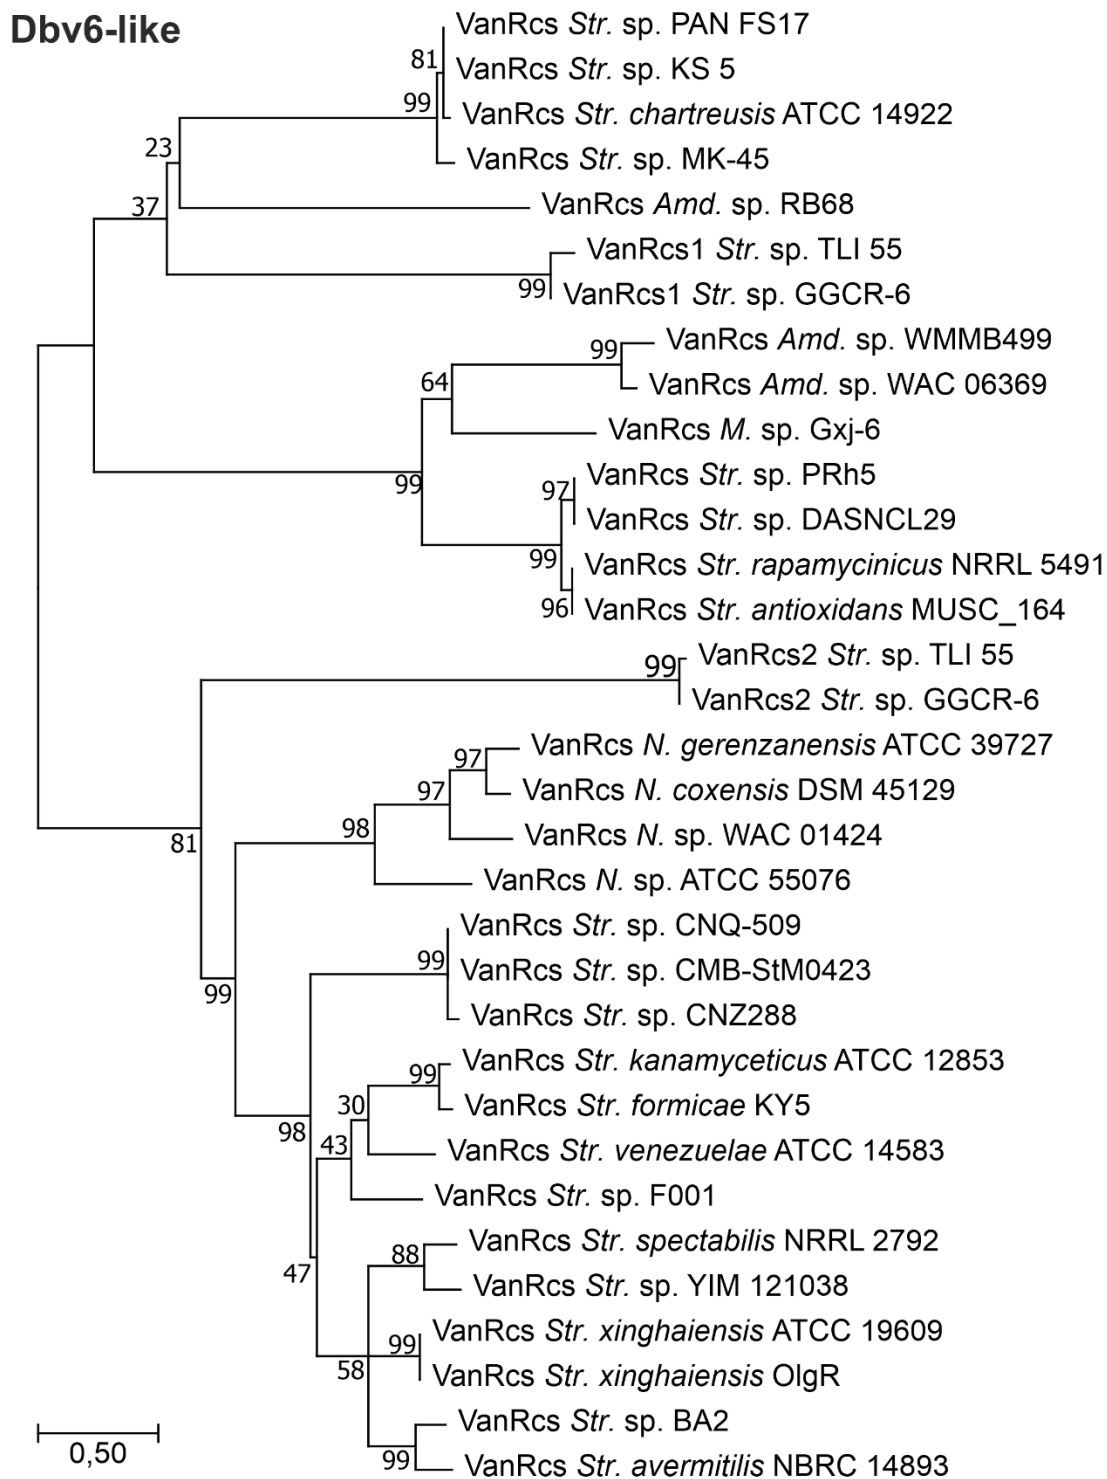 Dbv6-like
VanRcs Str. sp. PAN FS17
81
VanRcs Str. sp. KS 5
99
VanRcs Str. chartreusis ATCC 14922
23
VanRcs Str. sp. MK-45
37
VanRcs Amd. sp. RB68
VanRcs1 Str. sp. TLI 55
99
VanRcs1 Str. sp. GGCR-6
VanRcs Amd. sp. WMMB499
99
64
VanRcs Amd. sp. WAC 06369
VanRcs M. sp. Gxj-6
VanRcs Str. sp. PRh5
99
97
VanRcs Str. sp. DASNCL29
99
VanRcs Str. rapamycinicus NRRL 5491
96
VanRcs Str. antioxidans MUSC_164
VanRcs2 Str. sp. TLI 55
99
VanRcs2 Str. sp. GGCR-6
VanRcs N. gerenzanensis ATCC 39727
97
97
VanRcs N. coxensis DSM 45129
98
VanRcs N. sp. WAC 01424
81
VanRcs N. sp. ATCC 55076
VanRcs Str. sp. CNQ-509
99
VanRcs Str. sp. CMB-StM0423
99
VanRcs Str. sp. CNZ288
VanRcs Str. kanamyceticus ATCC 12853
99
30
VanRcs Str. formicae KY5
98
43
VanRcs Str. venezuelae ATCC 14583
VanRcs Str. sp. F001
VanRcs Str. spectabilis NRRL 2792
88
47
VanRcs Str. sp. YIM 121038
VanRcs Str. xinghaiensis ATCC 19609
99
58
VanRcs Str. xinghaiensis OlgR
VanRcs Str. sp. BA2
0,50
99
VanRcs Str. avermitilis NBRC 14893